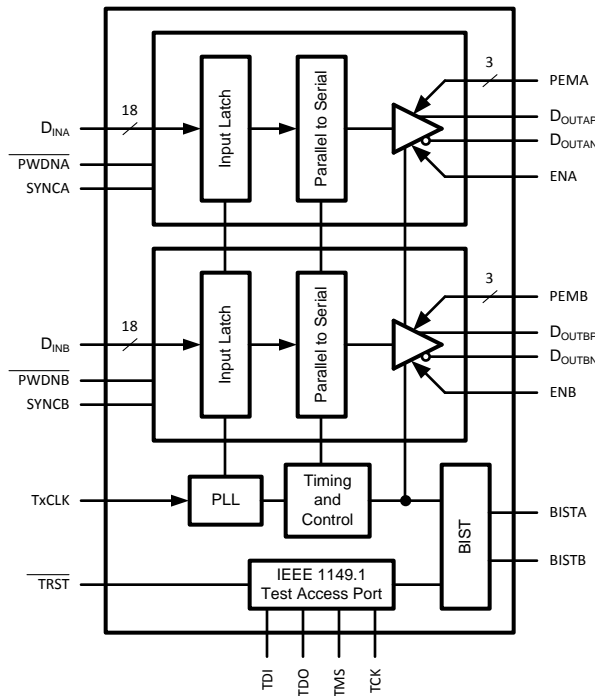 18
D_INA
PWDNA
SYNCA
Input Latch
Parallel to Serial
3
PEMA
D_OUTAP
D_OUTAN
ENA
18
D_INB
PWDNB
SYNCB
Input Latch
Parallel to Serial
3
PEMB
D_OUTBP
D_OUTBN
ENB
TxCLK
PLL
Timing
and
Control
BIST
BISTA
BISTB
TRST
IEEE 1149.1
Test Access Port
TDI
TDO
TMS
TCK